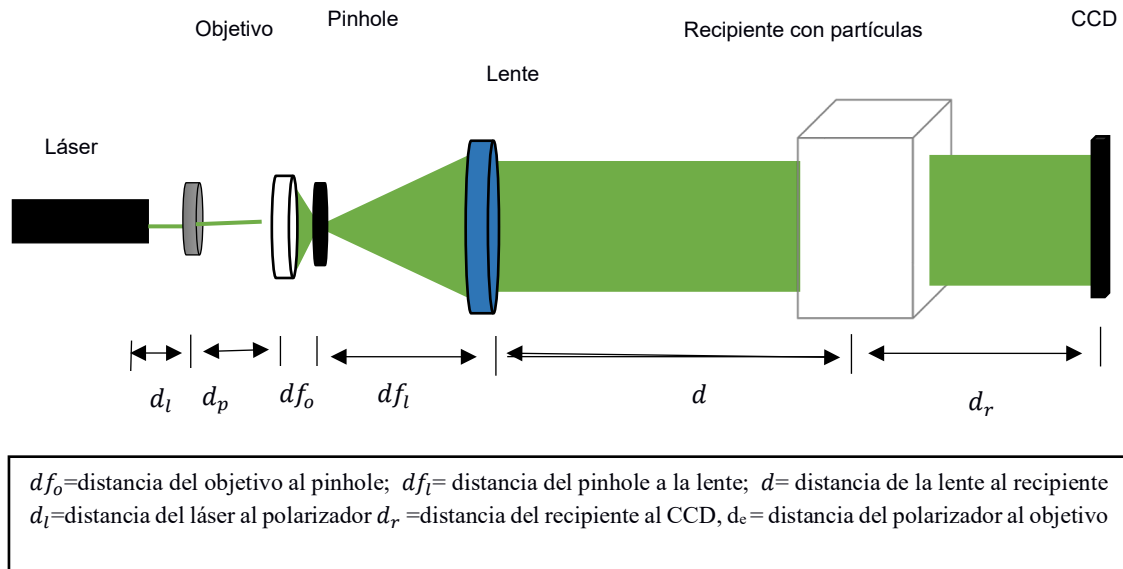 Pinhole
CCD
Objetivo
Recipiente con partículas
Lente
Láser
d_l
d_p
df_o
df_l
d
d_r
df_o=distancia del objetivo al pinhole; df_l= distancia del pinhole a la lente; d= distancia de la lente al recipiente
d_l=distancia del láser al polarizador d_r =distancia del recipiente al CCD, dₑ = distancia del polarizador al objetivo